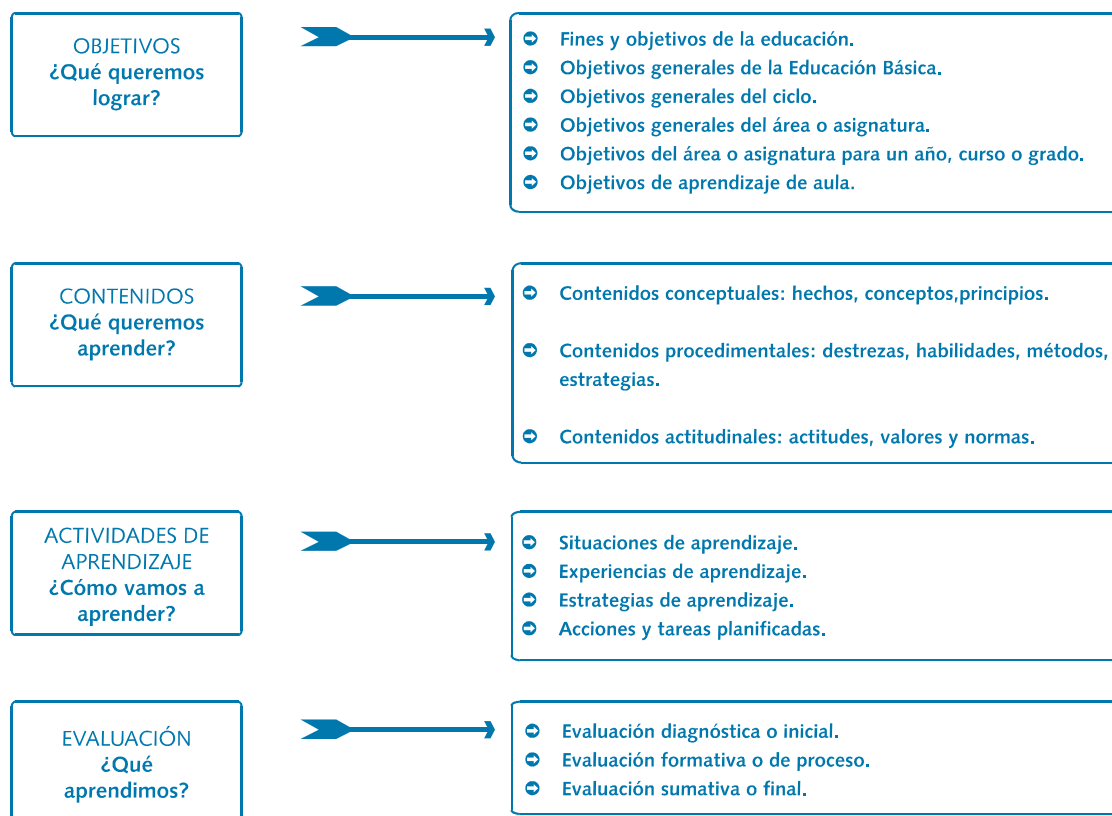 OBJETIVOS
¿Qué queremos
lograr?
Fines y objetivos de la educación.
Objetivos generales de la Educación Básica.
Objetivos generales del ciclo.
Objetivos generales del área o asignatura.
Objetivos del área o asignatura para un año, curso o grado.
Objetivos de aprendizaje de aula.
CONTENIDOS
¿Qué queremos
aprender?
Contenidos conceptuales: hechos, conceptos,principios.
Contenidos procedimentales: destrezas, habilidades, métodos,
estrategias.
Contenidos actitudinales: actitudes, valores y normas.
ACTIVIDADES DE
APRENDIZAJE
¿Cómo vamos a
aprender?
Situaciones de aprendizaje.
Experiencias de aprendizaje.
Estrategias de aprendizaje.
Acciones y tareas planificadas.
EVALUACIÓN
¿Qué
aprendimos?
Evaluación diagnóstica o inicial.
Evaluación formativa o de proceso.
Evaluación sumativa o final.